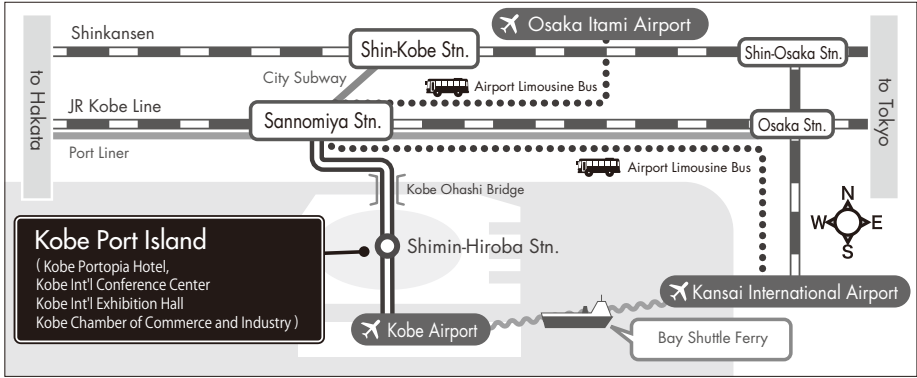 Osaka Itami Airport
Shinkansen
Shin-Kobe Stn.
Shin-Osaka Stn.
City Subway
Airport Limousine Bus
to Hakata
to Tokyo
JR Kobe Line
Sannomiya Stn.
Osaka Stn.
Port Liner
Airport Limousine Bus
Kobe Ohashi Bridge
N
W
E
S
Kobe Port Island
( Kobe Portopia Hotel,
Kobe Int'l Conference Center
Kobe Int'l Exhibition Hall
Kobe Chamber of Commerce and Industry )
Shimin-Hiroba Stn.
Kansai International Airport
Kobe Airport
Bay Shuttle Ferry